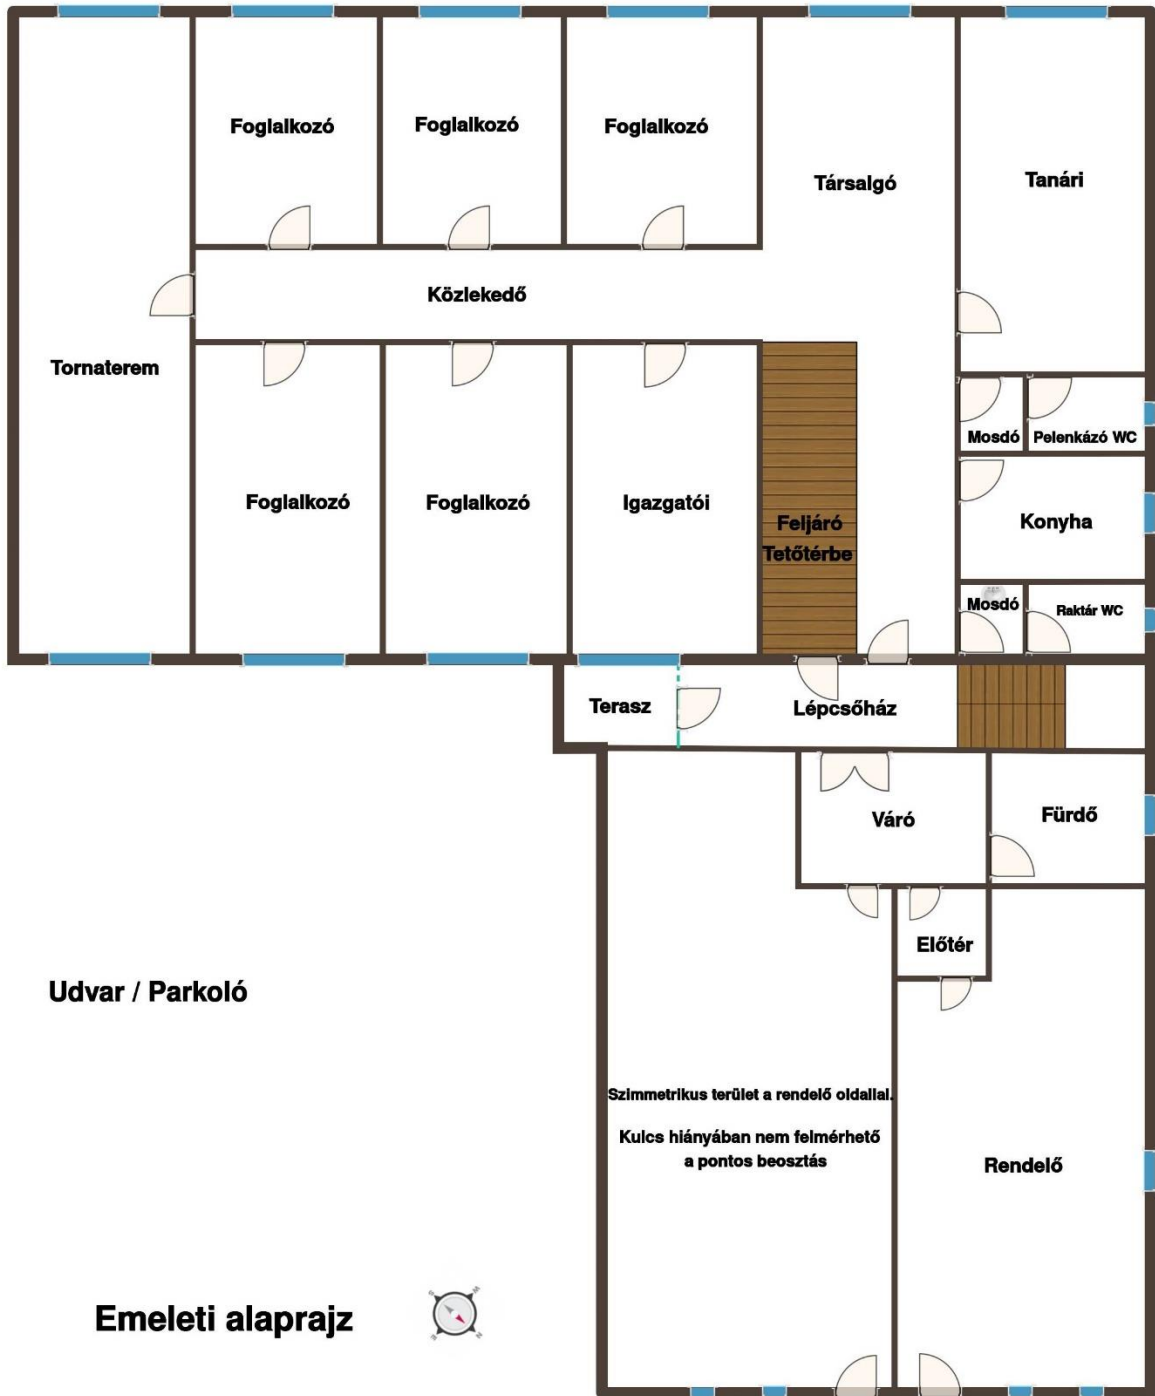 Foglalkozó
Foglalkozó
Foglalkozó
Társalgó
Tanári
Közlekedő
Tornaterem
Mosdó
Pelenkázó WC
Foglalkozó
Foglalkozó
Igazgatói
Feljáró
Tetőtérbe
Konyha
Mosdó
Raktár WC
Terasz
Lépcsőház
Váró
Fürdő
Előtér
Udvar / Parkoló
Szimmetrikus terület a rendelő oldallal.
Kulcs hiányában nem felmérhető
a pontos beosztás
Rendelő
Emeleti alaprajz